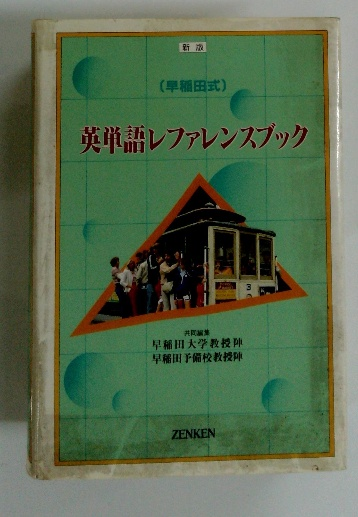 新版
(早稲田式)
英単語レファレンスブック
3
共同編集
早稲田大学教授陣
早稲田予備校教授陣
ZENKEN